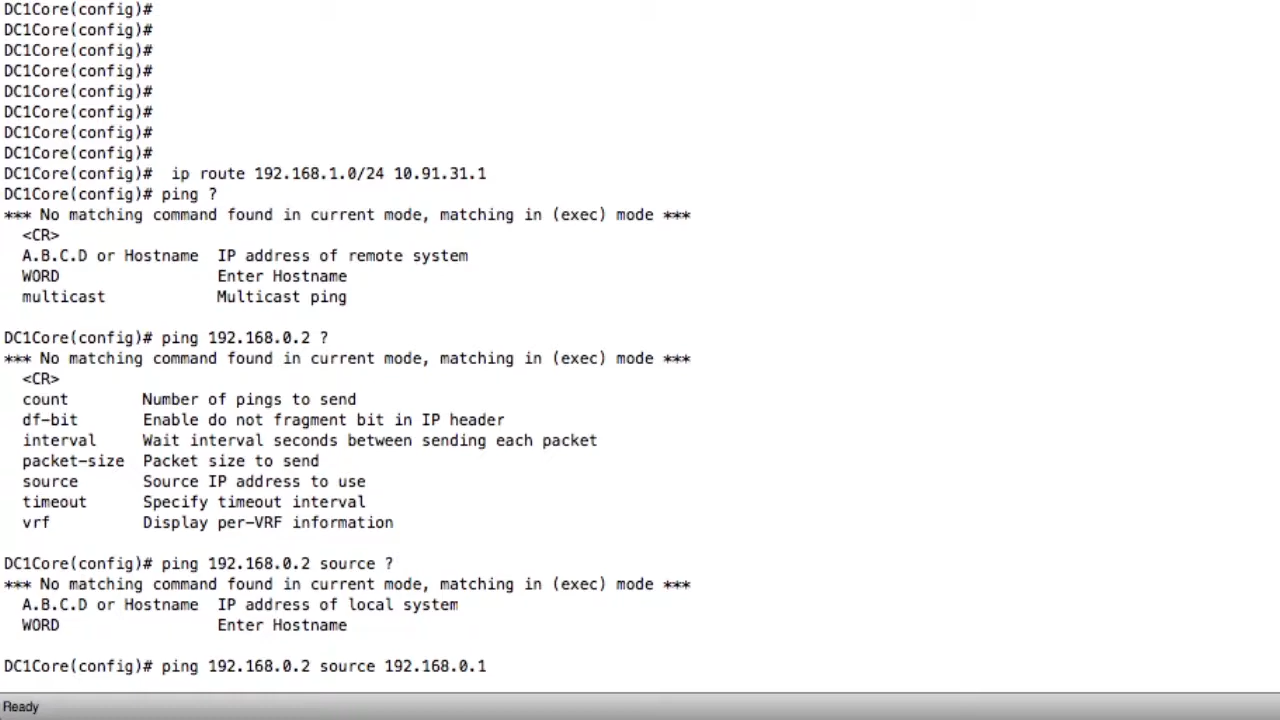 DC1Core(config)#
DC1Core(config)#
DC1Core(config)#
DC1Core(config)#
DC1Core(config)#
DC1Core(config)#
DC1Core(config)#
DC1Core(config)#
DC1Core(config)#  ip route 192.168.1.0/24 10.91.31.1
DC1Core(config)# ping ?
*** No matching command found in current mode, matching in (exec) mode ***
  <CR>
  A.B.C.D or Hostname  IP address of remote system
  WORD                 Enter Hostname
  multicast            Multicast ping

DC1Core(config)# ping 192.168.0.2 ?
*** No matching command found in current mode, matching in (exec) mode ***
  <CR>
  count        Number of pings to send
  df-bit       Enable do not fragment bit in IP header
  interval     Wait interval seconds between sending each packet
  packet-size  Packet size to send
  source       Source IP address to use
  timeout      Specify timeout interval
  vrf          Display per-VRF information

DC1Core(config)# ping 192.168.0.2 source ?
*** No matching command found in current mode, matching in (exec) mode ***
  A.B.C.D or Hostname  IP address of local system
  WORD                 Enter Hostname

DC1Core(config)# ping 192.168.0.2 source 192.168.0.1
Ready